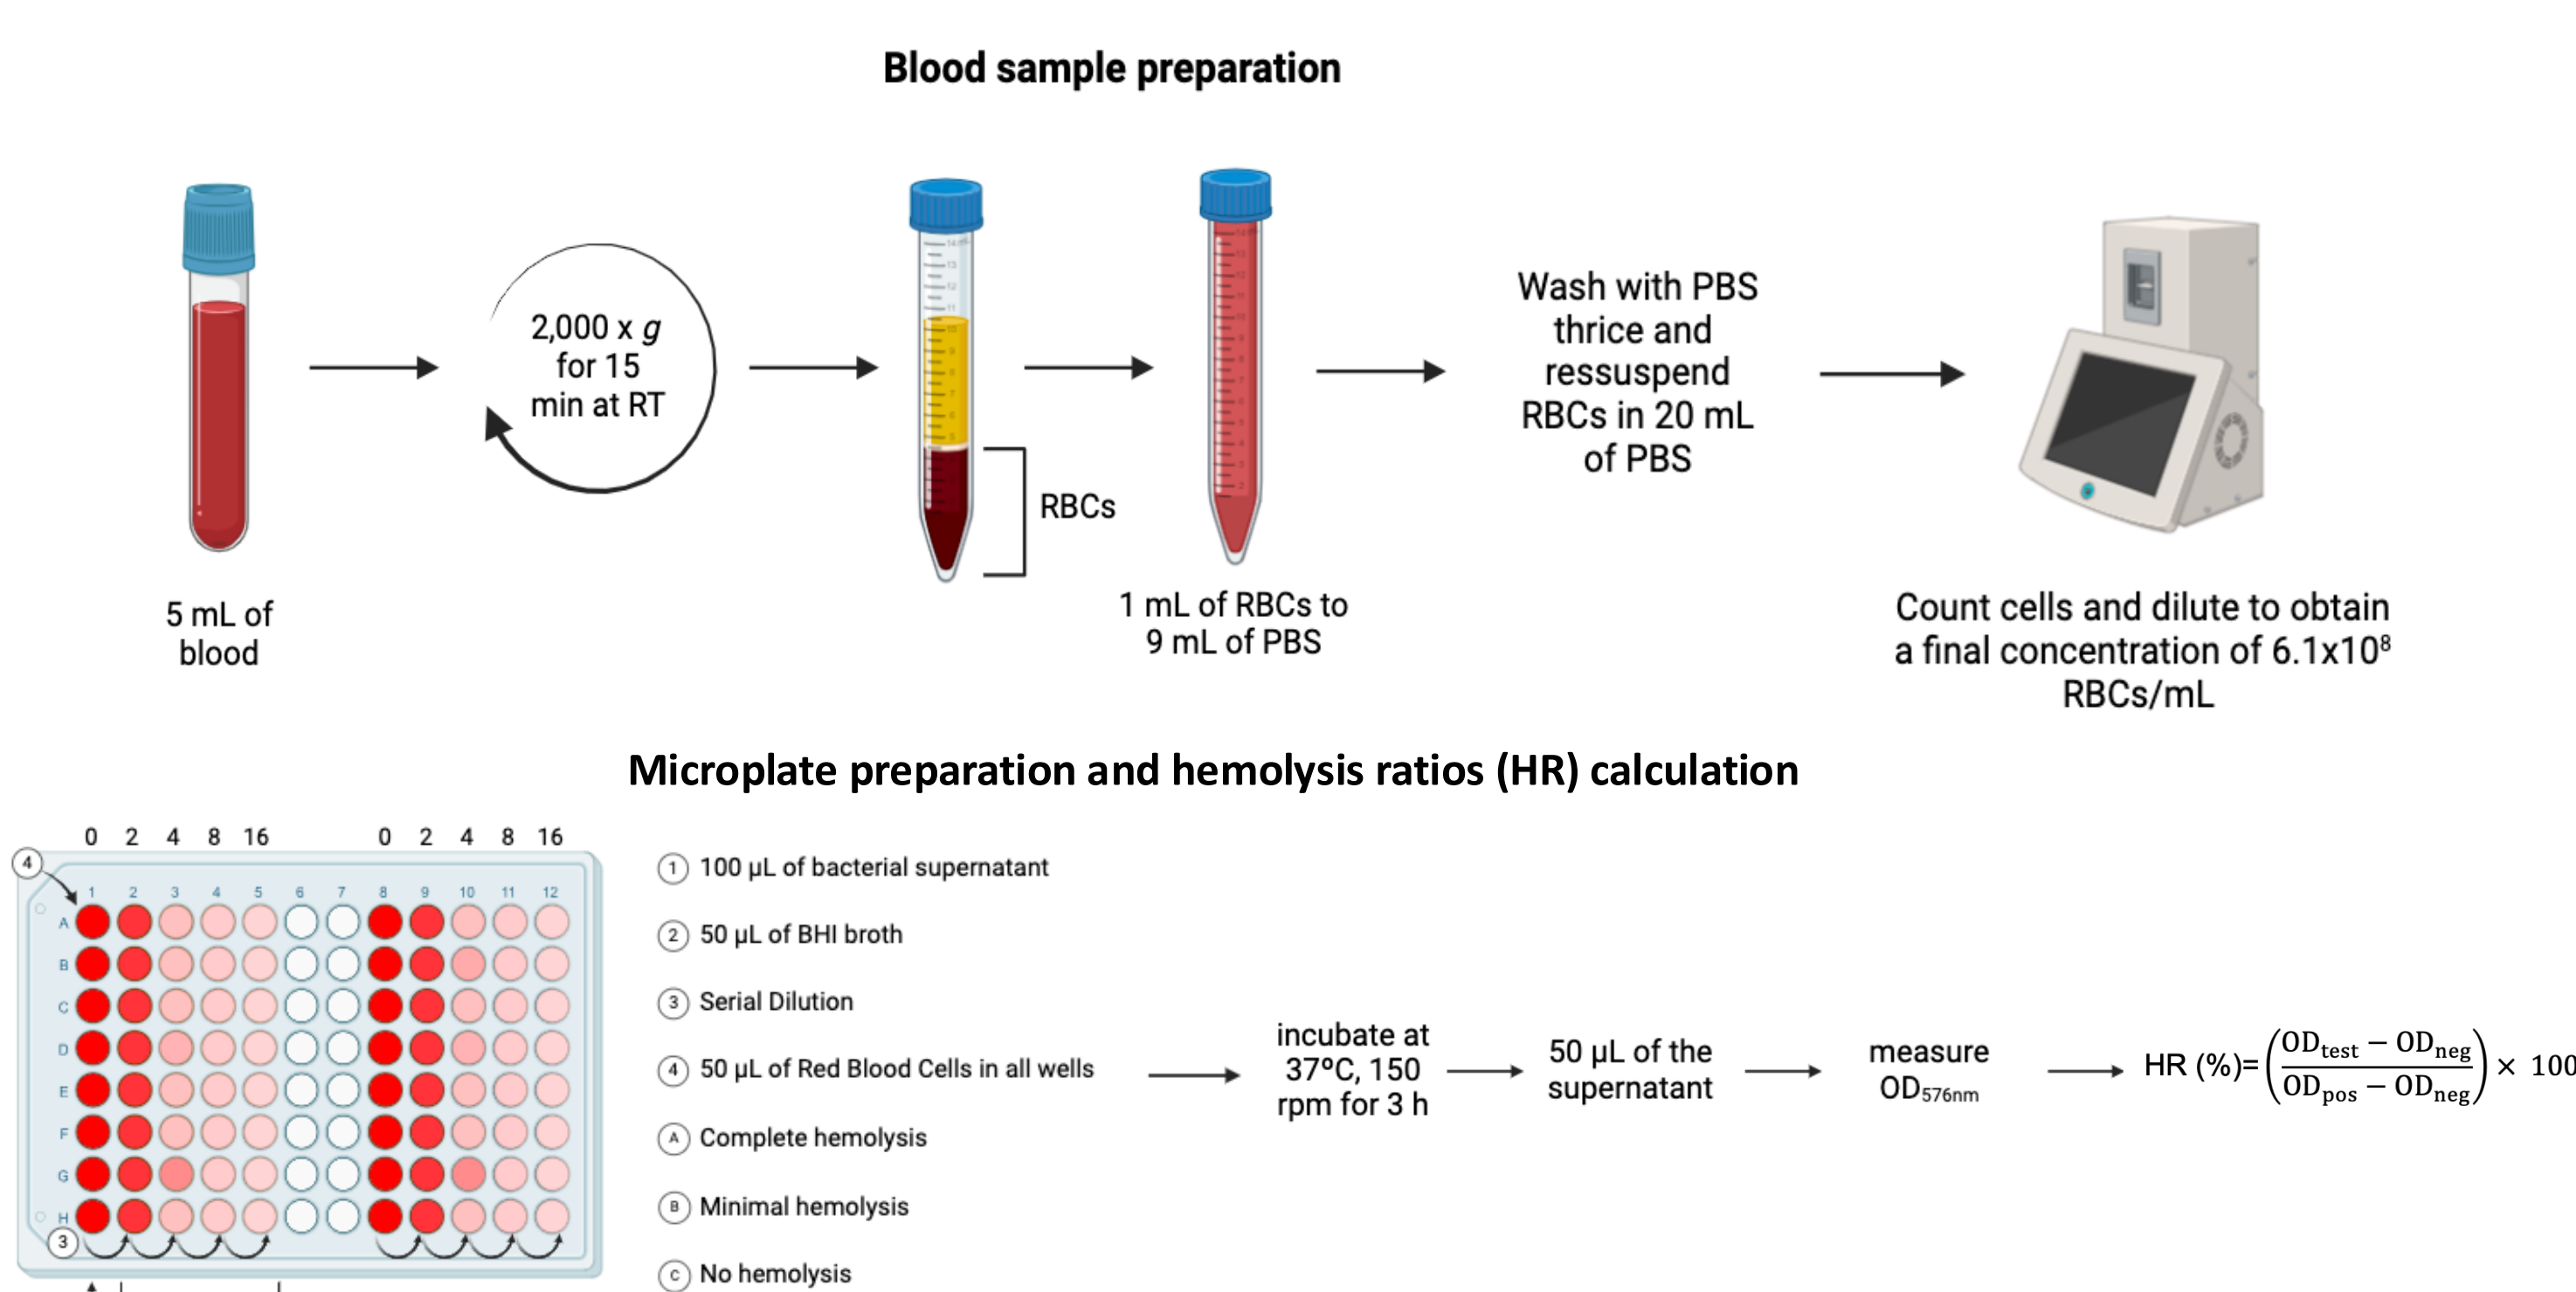 Blood sample preparation
2,000 x g
for 15
min at RT
RBCs
Wash with PBS
thrice and
ressuspend
RBCs in 20 mL
of PBS
5 mL of
blood
1 mL of RBCs to
9 mL of PBS
Count cells and dilute to obtain
a final concentration of 6.1x10⁸
RBCs/mL
Microplate preparation and hemolysis ratios (HR) calculation
0 2 4 8 16 0 2 4 8 16
4
1 2 3 4 5 6 7 8 9 10 11 12
A
B
C
D
E
F
G
H
3
1 100 µL of bacterial supernatant
2 50 µL of BHI broth
3 Serial Dilution
4 50 µL of Red Blood Cells in all wells
A Complete hemolysis
B Minimal hemolysis
C No hemolysis
incubate at
37ºC, 150
rpm for 3 h
50 µL of the
supernatant
measure
OD576nm
HR (%)=(ODtest − ODneg / ODpos − ODneg) × 100